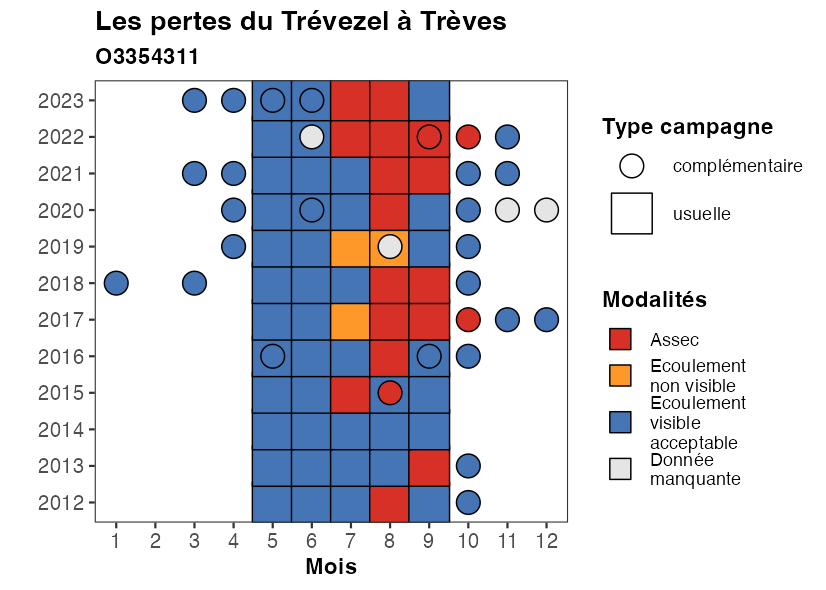 Les pertes du Trévezel à Trèves
O3354311
2023
2022
2021
2020
2019
2018
2017
2016
2015
2014
2013
2012
1 2 3 4 5 6 7 8 9 10 11 12
Mois
Type campagne
complémentaire
usuelle
Modalités
Assec
Ecoulement
non visible
Ecoulement
visible
acceptable
Donnée
manquante